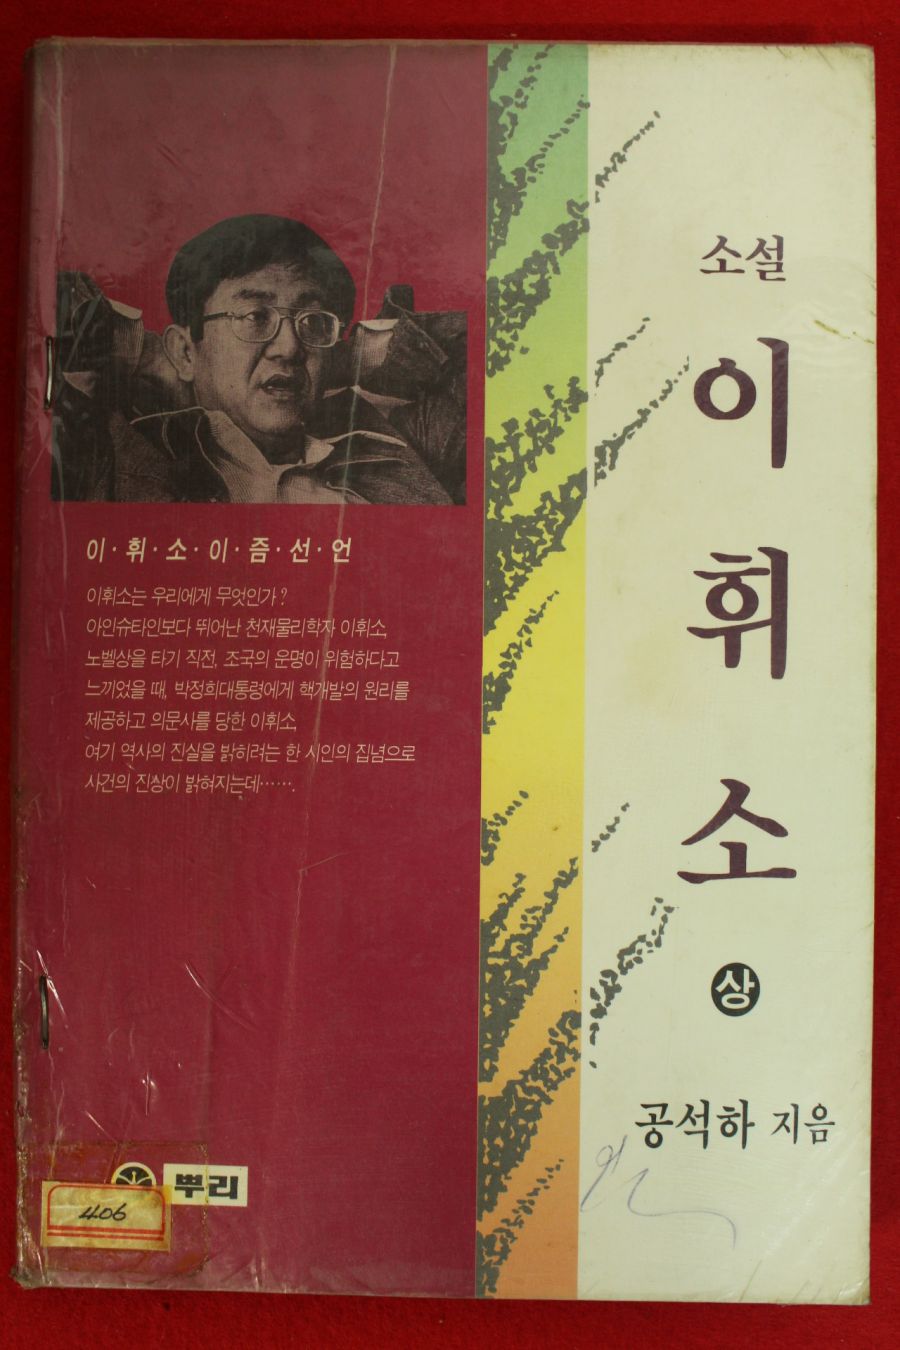 소설
이휘소
상
공석하 지음
이·휘·소·이·즘·선·언
이휘소는 우리에게 무엇인가?
아인슈타인보다 뛰어난 천재물리학자 이휘소,
노벨상을 타기 직전, 조국의 운명이 위험하다고
느끼었을 때, 박정희대통령에게 핵개발의 원리를
제공하고 의문사를 당한 이휘소,
여기 역사의 진실을 밝히려는 한 시인의 집념으로
사건의 진상이 밝혀지는데…….
뿌리
406